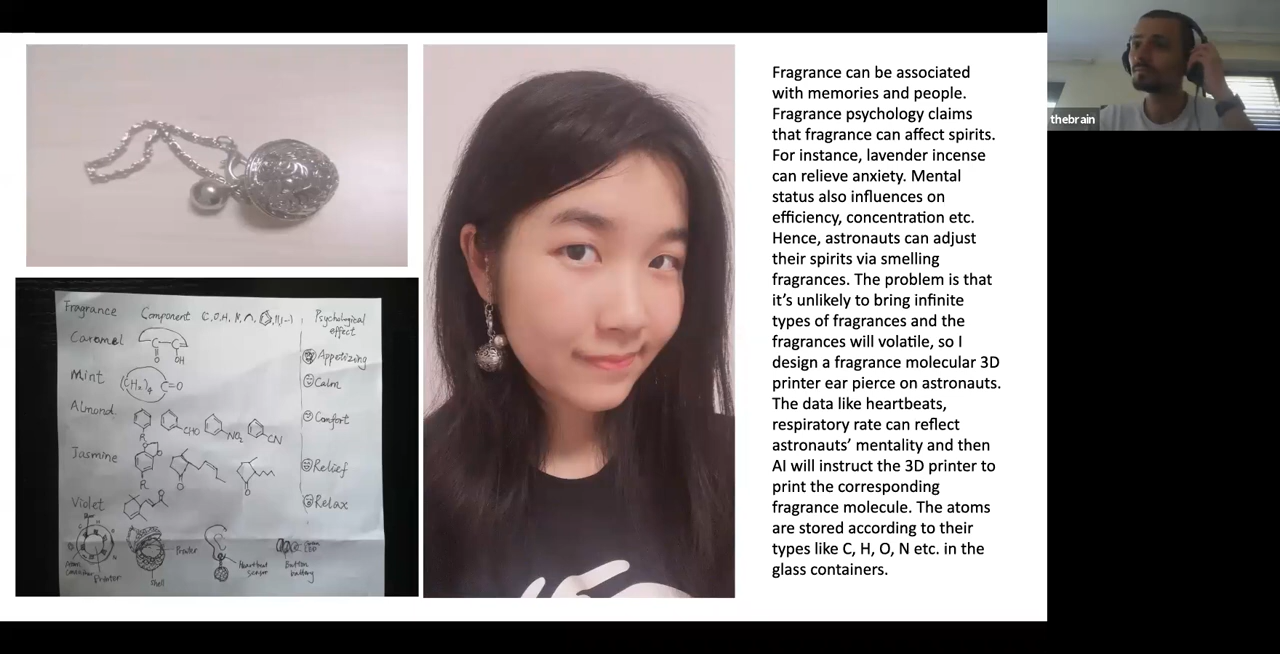 Fragrance can be associated
with memories and people.
Fragrance psychology claims
that fragrance can affect spirits.
For instance, lavender incense
can relieve anxiety. Mental
status also influences on
efficiency, concentration etc.
Hence, astronauts can adjust
their spirits via smelling
fragrances. The problem is that
it's unlikely to bring infinite
types of fragrances and the
fragrances will volatile, so I
design a fragrance molecular 3D
printer ear pierce on astronauts.
The data like heartbeats,
respiratory rate can reflect
astronauts' mentality and then
AI will instruct the 3D printer to
print the corresponding
fragrance molecule. The atoms
are stored according to their
types like C, H, O, N etc. in the
glass containers.
thebrain
Fragrance Component C, O, H, Psychological effect
Caramel C C O OH Appetizing
Mint C=O Calm
Almond CHO NO2 CN Comfort
Jasmine R R O O Relief
Violet Relax
Printer
shell
Printer
Heartbeat sensor
Button battery